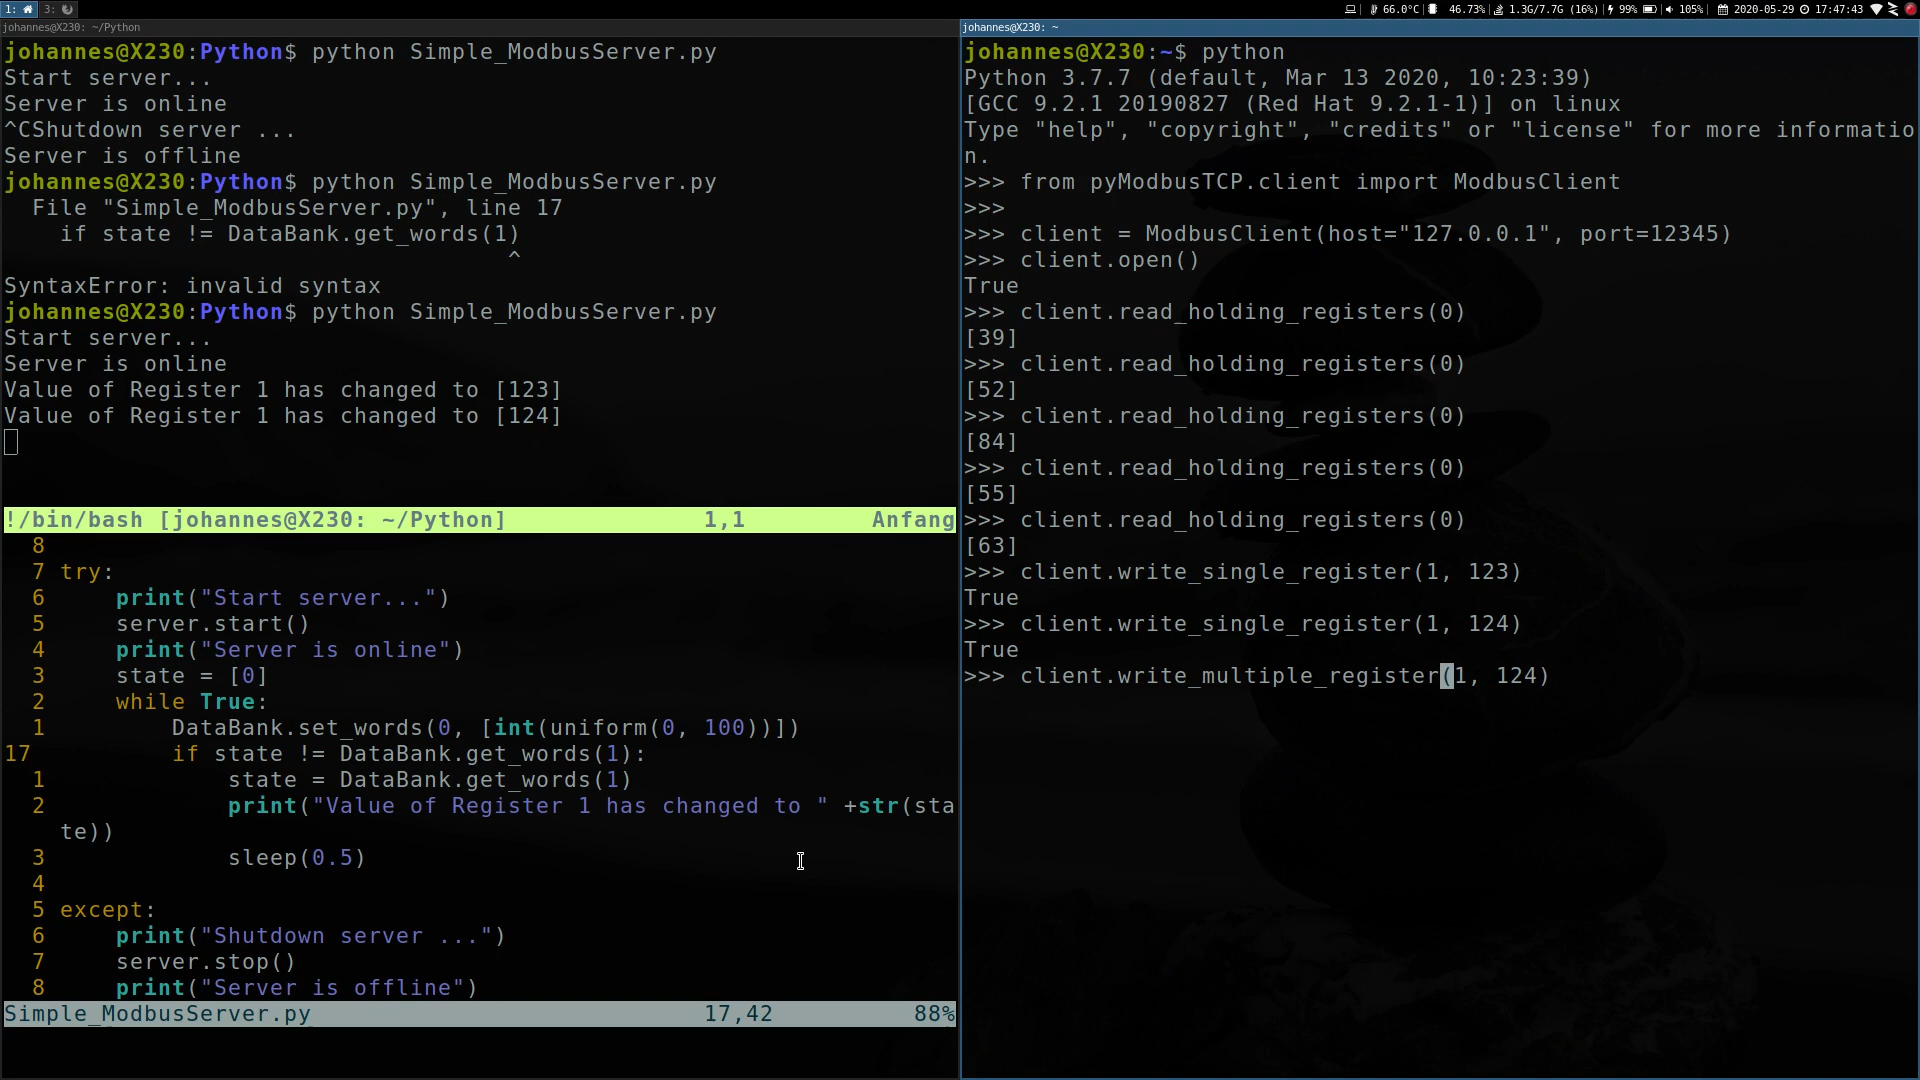 1: 3: 66.0°C 46.73% 1.3G/7.7G (16%) 99% 105% 2020-05-29 17:47:43
johannes@X230: ~/Python
johannes@X230:Python$ python Simple_ModbusServer.py
Start server...
Server is online
^CShutdown server ...
Server is offline
johannes@X230:Python$ python Simple_ModbusServer.py
  File "Simple_ModbusServer.py", line 17
    if state != DataBank.get_words(1)
                                    ^
SyntaxError: invalid syntax
johannes@X230:Python$ python Simple_ModbusServer.py
Start server...
Server is online
Value of Register 1 has changed to [123]
Value of Register 1 has changed to [124]
!/bin/bash [johannes@X230: ~/Python] 1,1 Anfang
  8
  7 try:
  6     print("Start server...")
  5     server.start()
  4     print("Server is online")
  3     state = [0]
  2     while True:
  1         DataBank.set_words(0, [int(uniform(0, 100))])
17          if state != DataBank.get_words(1):
  1             state = DataBank.get_words(1)
  2             print("Value of Register 1 has changed to " +str(sta
    te))
  3             sleep(0.5)
  4
  5 except:
  6     print("Shutdown server ...")
  7     server.stop()
  8     print("Server is offline")
Simple_ModbusServer.py 17,42 88%
johannes@X230: ~
johannes@X230:~$ python
Python 3.7.7 (default, Mar 13 2020, 10:23:39)
[GCC 9.2.1 20190827 (Red Hat 9.2.1-1)] on linux
Type "help", "copyright", "credits" or "license" for more informatio
n.
>>> from pyModbusTCP.client import ModbusClient
>>>
>>> client = ModbusClient(host="127.0.0.1", port=12345)
>>> client.open()
True
>>> client.read_holding_registers(0)
[39]
>>> client.read_holding_registers(0)
[52]
>>> client.read_holding_registers(0)
[84]
>>> client.read_holding_registers(0)
[55]
>>> client.read_holding_registers(0)
[63]
>>> client.write_single_register(1, 123)
True
>>> client.write_single_register(1, 124)
True
>>> client.write_multiple_register(1, 124)